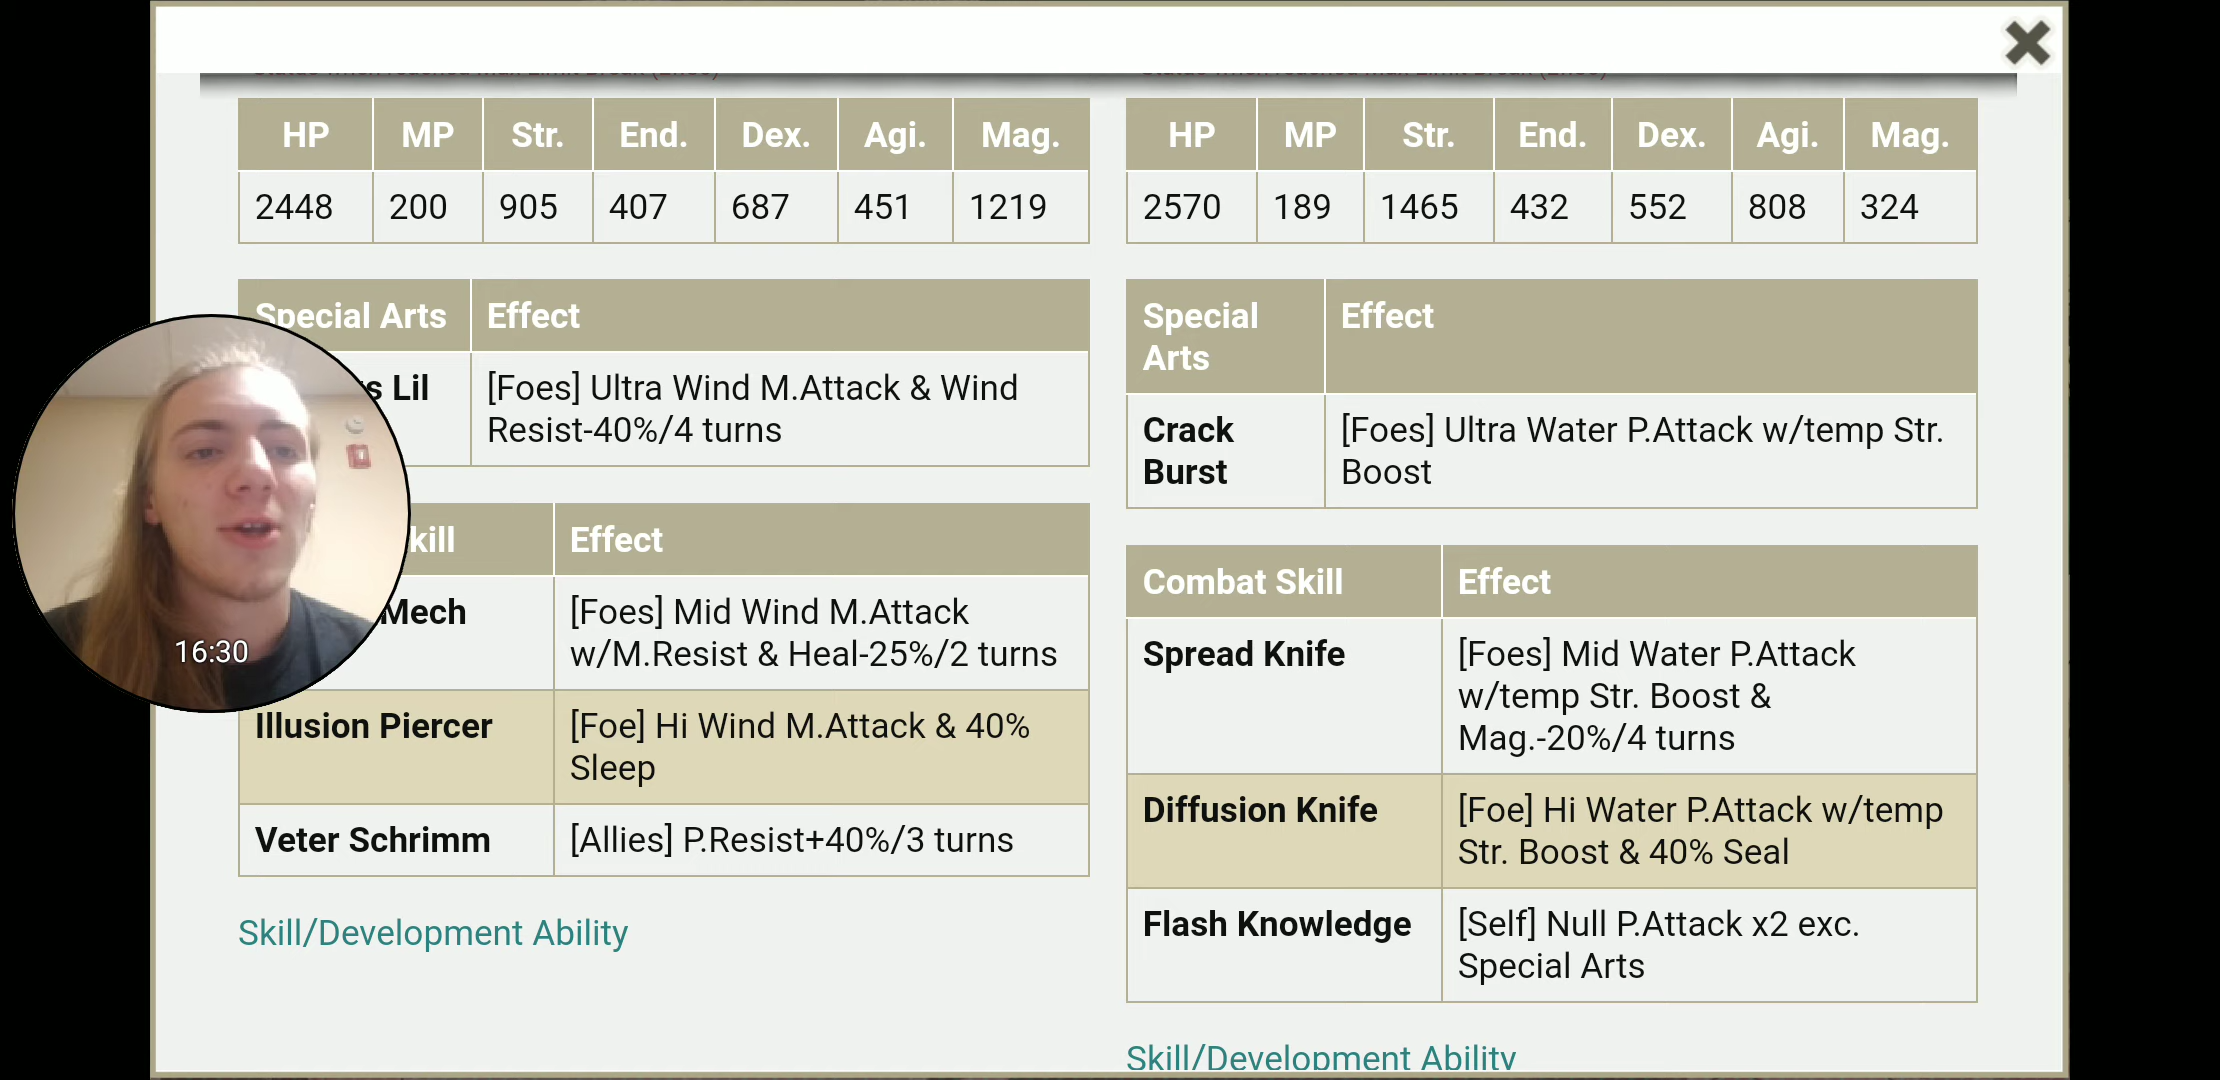 HP MP Str. End. Dex. Agi. Mag.
2448 200 905 407 687 451 1219
Special Arts Effect
s Lil [Foes] Ultra Wind M.Attack & Wind
Resist-40%/4 turns
kill Effect
Mech [Foes] Mid Wind M.Attack
w/M.Resist & Heal-25%/2 turns
Illusion Piercer [Foe] Hi Wind M.Attack & 40%
Sleep
Veter Schrimm [Allies] P.Resist+40%/3 turns
Skill/Development Ability
16:30
HP MP Str. End. Dex. Agi. Mag.
2570 189 1465 432 552 808 324
Special
Arts
Effect
Crack
Burst
[Foes] Ultra Water P.Attack w/temp Str.
Boost
Combat Skill Effect
Spread Knife [Foes] Mid Water P.Attack
w/temp Str. Boost &
Mag.-20%/4 turns
Diffusion Knife [Foe] Hi Water P.Attack w/temp
Str. Boost & 40% Seal
Flash Knowledge [Self] Null P.Attack x2 exc.
Special Arts
Skill/Development Ability